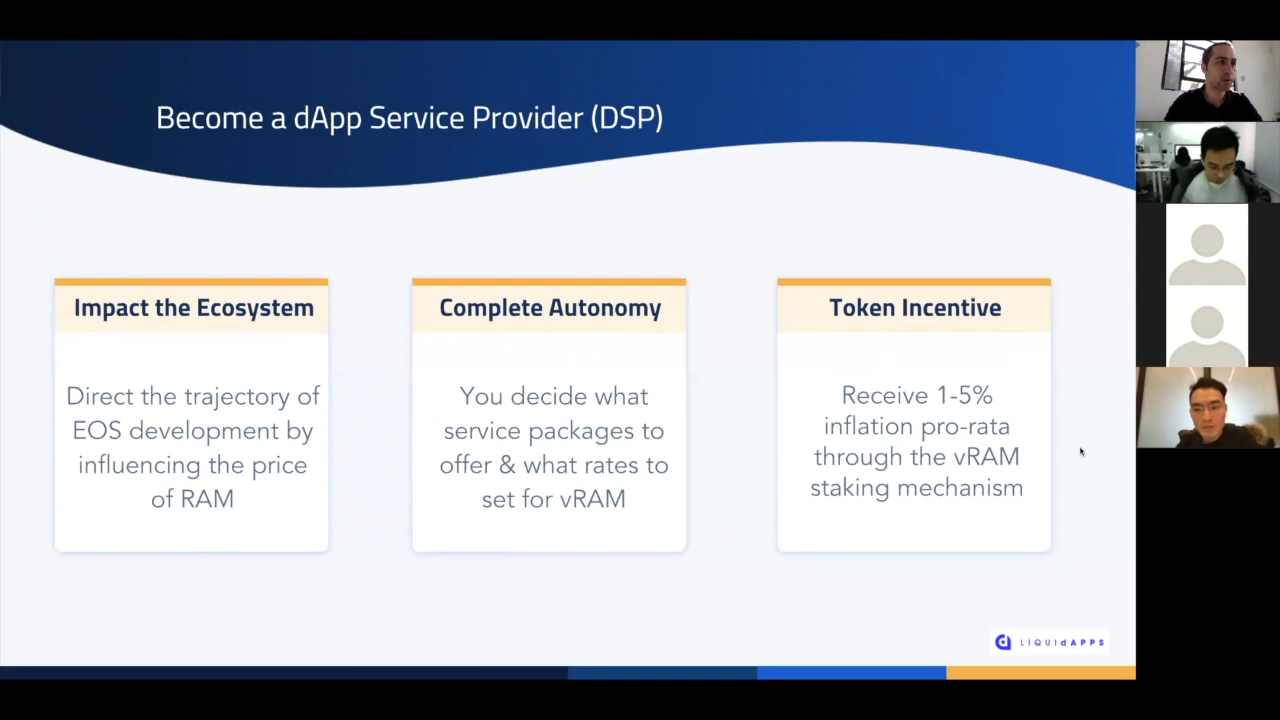 Become a dApp Service Provider (DSP)
Impact the Ecosystem
Direct the trajectory of
EOS development by
influencing the price
of RAM
Complete Autonomy
You decide what
service packages to
offer & what rates to
set for vRAM
Token Incentive
Receive 1-5%
inflation pro-rata
through the vRAM
staking mechanism
LIQUIdAPPS